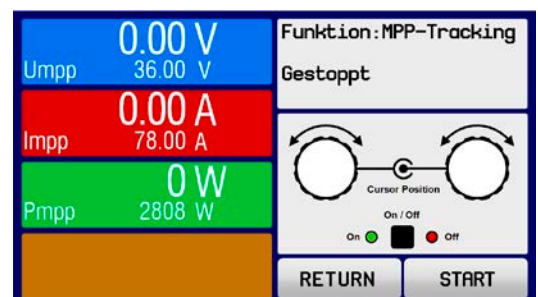 0.00 V
Umpp 36.00 V
0.00 A
Impp 78.00 A
0 W
Pmpp 2808 W
Funktion:MPP-Tracking
Gestoppt
Cursor Position
On / Off
On Off
RETURN START